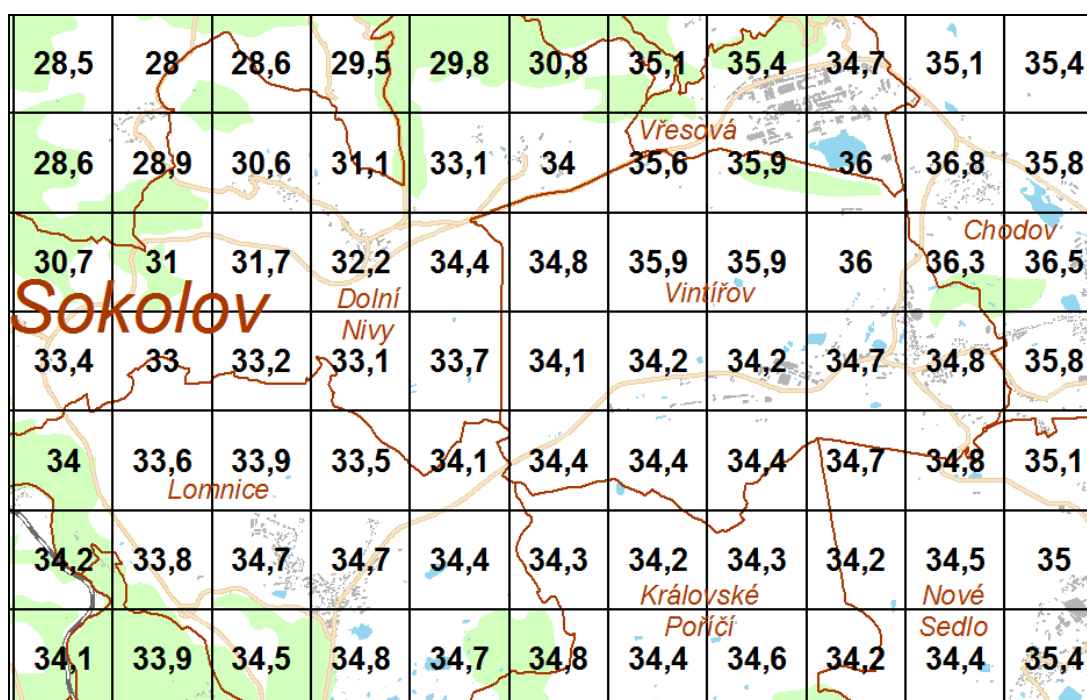 28,5 28 28,6 29,5 29,8 30,8 35,1 35,4 34,7 35,1 35,4
Vřesová
28,6 28,9 30,6 31,1 33,1 34 35,6 35,9 36 36,8 35,8
Chodov
30,7 31 31,7 32,2 34,4 34,8 35,9 35,9 36 36,3 36,5
Sokolov
Dolní
Nivy
Vintířov
33,4 33 33,2 33,1 33,7 34,1 34,2 34,2 34,7 34,8 35,8
34 33,6 33,9 33,5 34,1 34,4 34,4 34,4 34,7 34,8 35,1
Lomnice
34,2 33,8 34,7 34,7 34,4 34,3 34,2 34,3 34,2 34,5 35
Královské
Poříčí
Nové
Sedlo
34,1 33,9 34,5 34,8 34,7 34,8 34,4 34,6 34,2 34,4 35,4